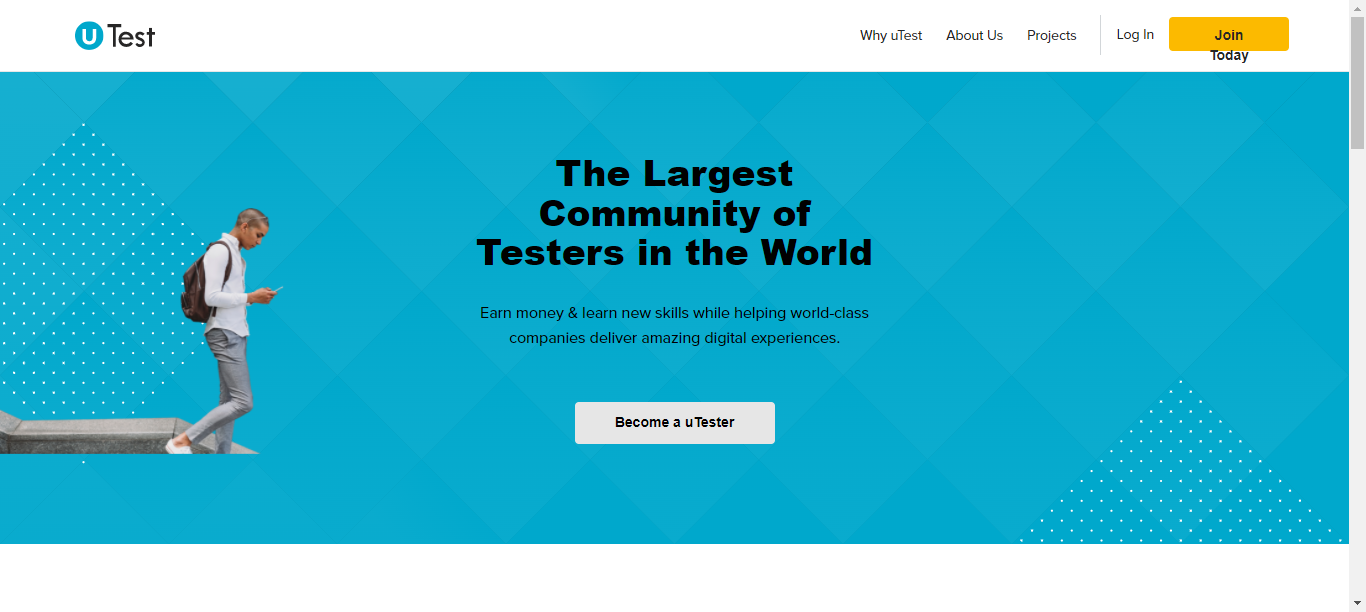 uTest
Why uTest
About Us
Projects
Log In
Join
Today
The Largest
Community of
Testers in the World
Earn money & learn new skills while helping world-class
companies deliver amazing digital experiences.
Become a uTester